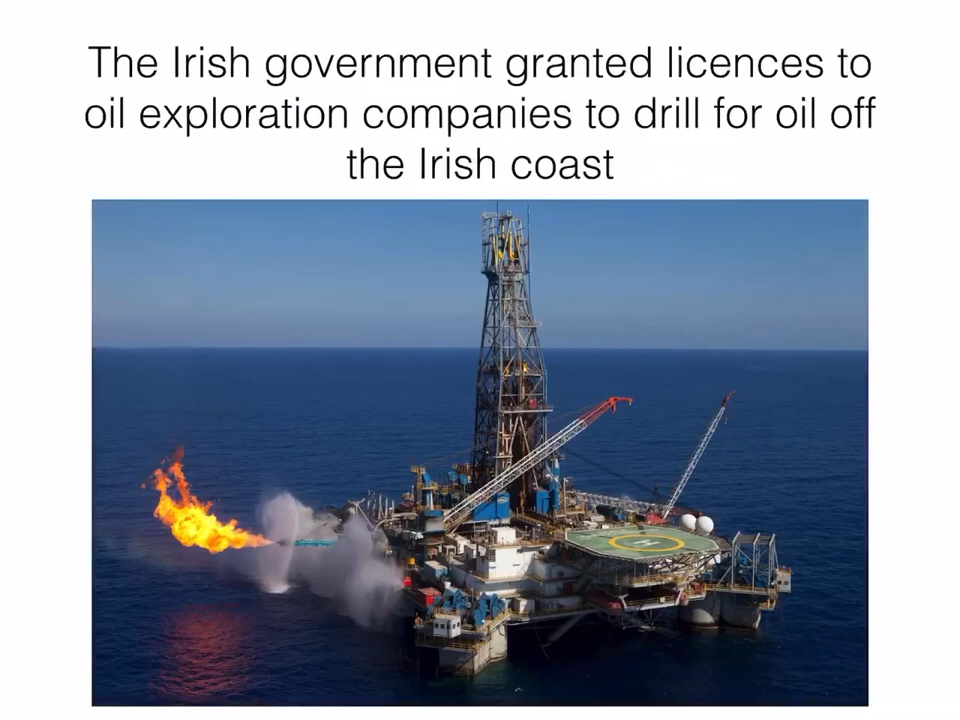 The Irish government granted licences to
oil exploration companies to drill for oil off
the Irish coast
H